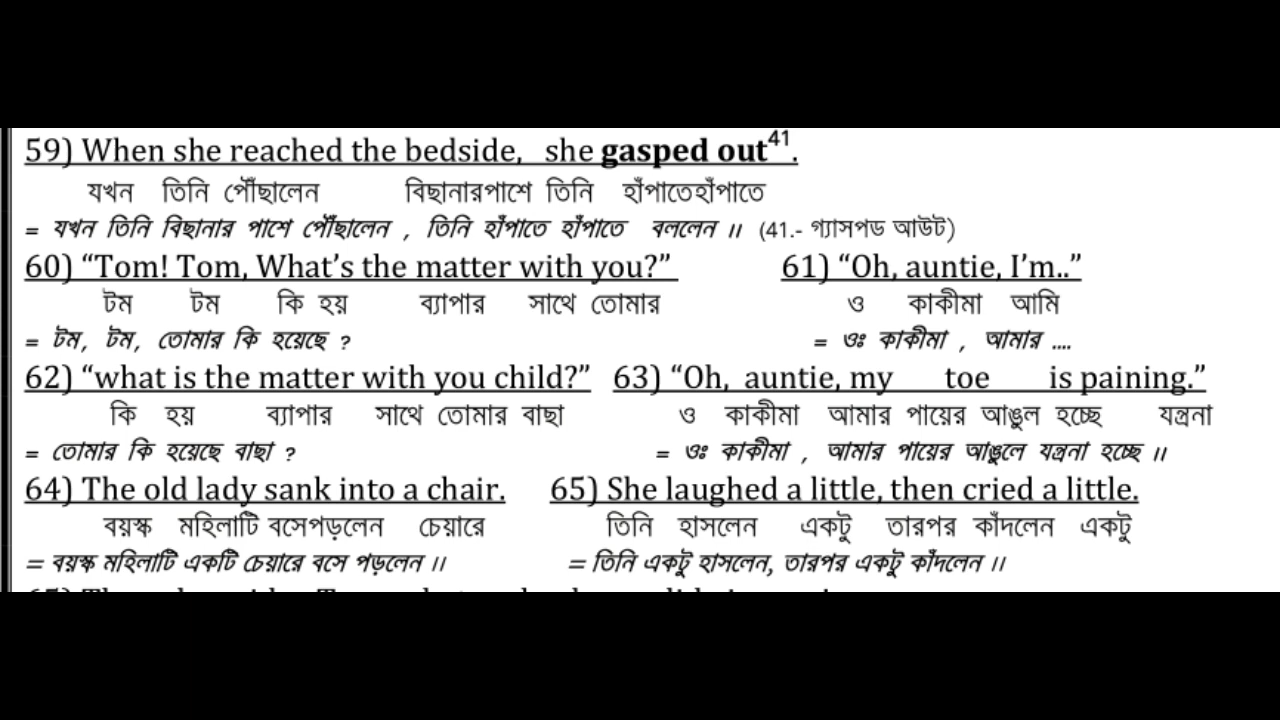 59) When she reached the bedside, she gasped out⁴¹.
যখন তিনি পৌঁছালেন বিছানারপাশে তিনি হাঁপাতেহাঁপাতে
= যখন তিনি বিছানার পাশে পৌঁছালেন , তিনি হাঁপাতে হাঁপাতে বললেন ।। (41.- গ্যাসপড আউট)
60) “Tom! Tom, What’s the matter with you?” 61) “Oh, auntie, I’m..”
টম টম কি হয় ব্যাপার সাথে তোমার ও কাকীমা আমি
= টম, টম, তোমার কি হয়েছে ? = ওঃ কাকীমা , আমার ....
62) “what is the matter with you child?” 63) “Oh, auntie, my toe is paining.”
কি হয় ব্যাপার সাথে তোমার বাছা ও কাকীমা আমার পায়ের আঙুল হচ্ছে যন্ত্রনা
= তোমার কি হয়েছে বাছা ? = ওঃ কাকীমা , আমার পায়ের আঙুলে যন্ত্রনা হচ্ছে ।।
64) The old lady sank into a chair. 65) She laughed a little, then cried a little.
বয়স্ক মহিলাটি বসেপড়লেন চেয়ারে তিনি হাসলেন একটু তারপর কাঁদলেন একটু
= বয়স্ক মহিলাটি একটি চেয়ারে বসে পড়লেন ।। = তিনি একটু হাসলেন, তারপর একটু কাঁদলেন ।।